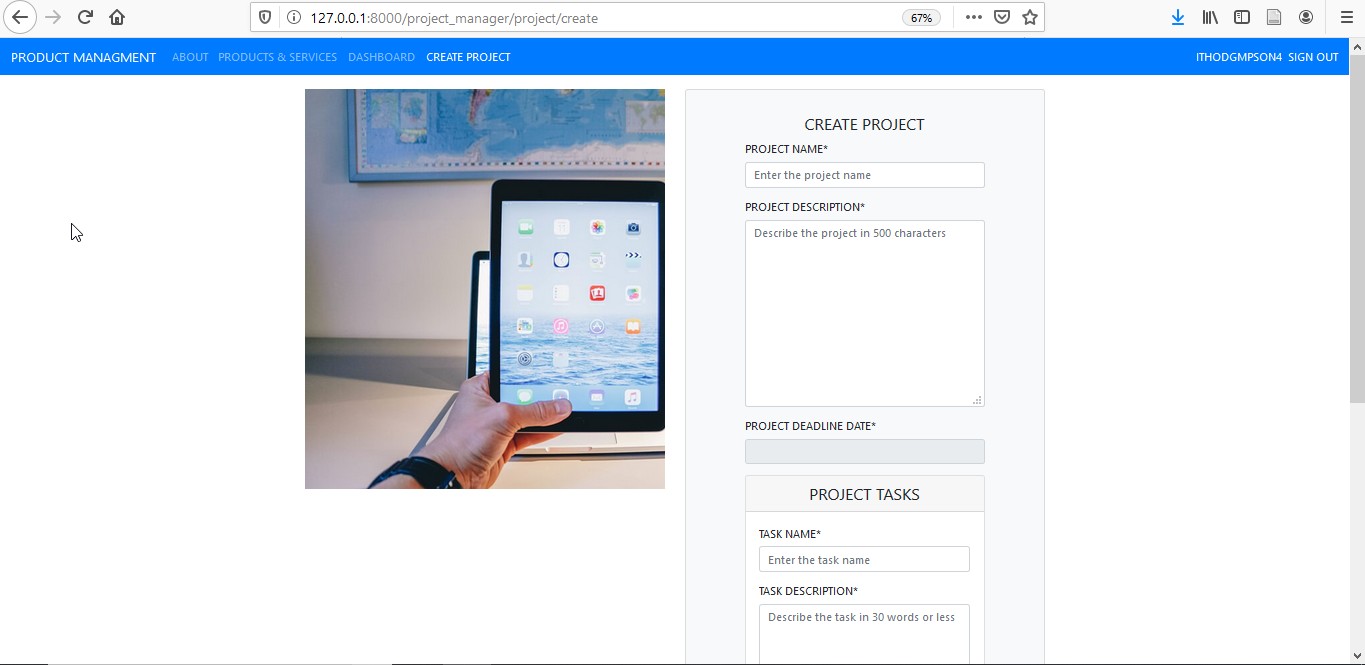 127.0.0.1:8000/project_manager/project/create 67%
PRODUCT MANAGMENT ABOUT PRODUCTS & SERVICES DASHBOARD CREATE PROJECT ITHODGMPSON4 SIGN OUT
CREATE PROJECT
PROJECT NAME*
Enter the project name
PROJECT DESCRIPTION*
Describe the project in 500 characters
PROJECT DEADLINE DATE*
PROJECT TASKS
TASK NAME*
Enter the task name
TASK DESCRIPTION*
Describe the task in 30 words or less